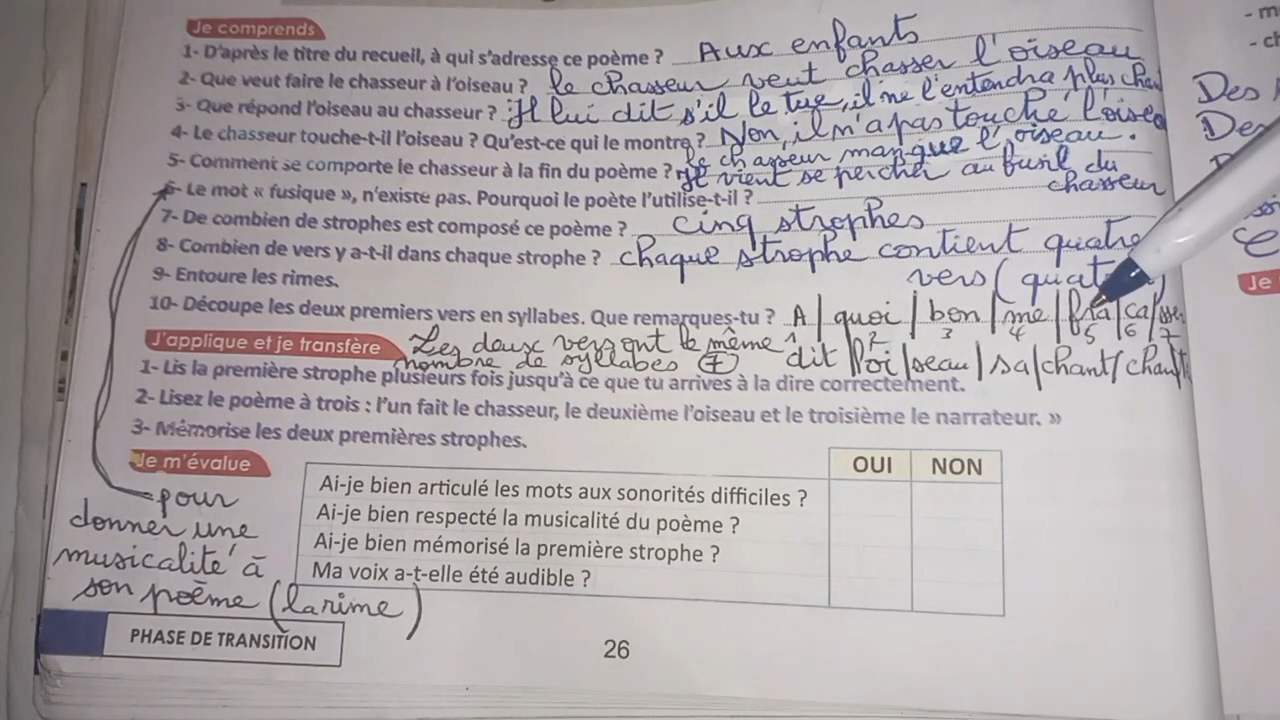 Je comprends
1- D'après le titre du recueil, à qui s'adresse ce poème ? Aux enfants
2- Que veut faire le chasseur à l'oiseau ? le chasseur veut chasser l'oiseau
3- Que répond l'oiseau au chasseur ? Il lui dit s'il le tue, il ne l'entendra plus chan
4- Le chasseur touche-t-il l'oiseau ? Qu'est-ce qui le montre ? Non, il n'a pas touché l'oisea
le chasseur manque l'oiseau.
5- Comment se comporte le chasseur à la fin du poème ? Il vient se percher au fusil du
chasseur
6- Le mot « fusique », n'existe pas. Pourquoi le poète l'utilise-t-il ?
7- De combien de strophes est composé ce poème ? cinq strophes
8- Combien de vers y a-t-il dans chaque strophe ? chaque strophe contient quatre
vers (quat
9- Entoure les rimes.
10- Découpe les deux premiers vers en syllabes. Que remarques-tu ? A | quoi | bon | me | fra | ca | sser
1 2 3 4 5 6 7
Les deux vers ont le même
dit | l'oi | seau | sa | chant | chan
nombre de syllabes (7)
J'applique et je transfère
1- Lis la première strophe plusieurs fois jusqu'à ce que tu arrives à la dire correctement.
2- Lisez le poème à trois : l'un fait le chasseur, le deuxième l'oiseau et le troisième le narrateur. »
3- Mémorise les deux premières strophes.
Je m'évalue
OUI NON
Ai-je bien articulé les mots aux sonorités difficiles ?
Ai-je bien respecté la musicalité du poème ?
Ai-je bien mémorisé la première strophe ?
Ma voix a-t-elle été audible ?
pour
donner une
musicalité à
son poème (la rime)
PHASE DE TRANSITION
26
- m
- ch
Des
Des
Je